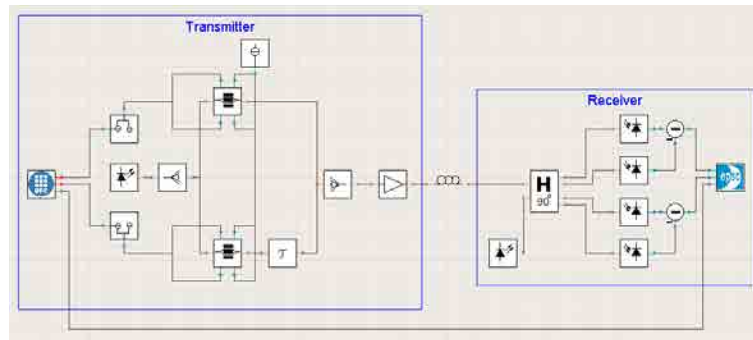 Transmitter
Receiver
H
90°
τ